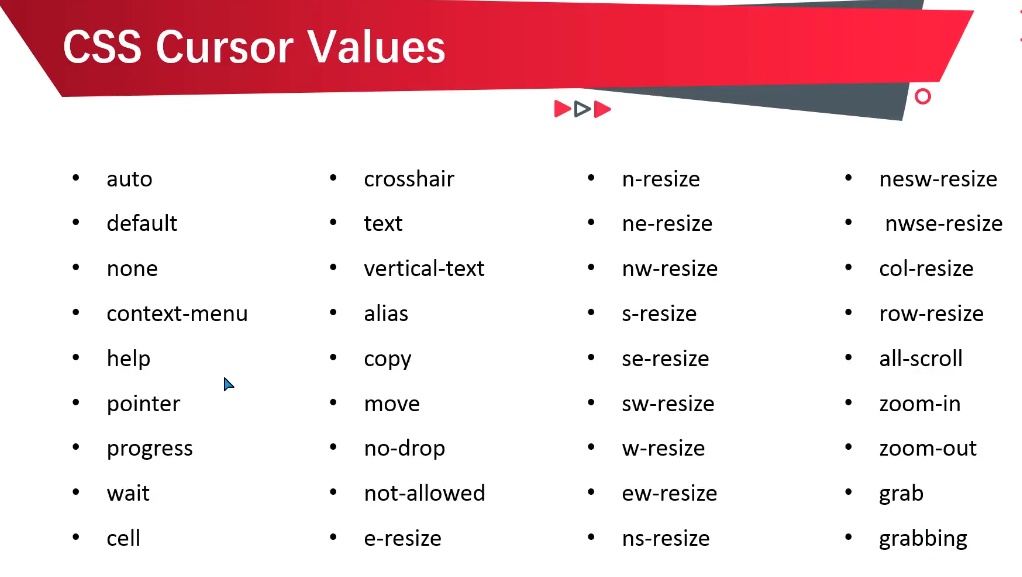 CSS Cursor Values
auto
default
none
context-menu
help
pointer
progress
wait
cell
crosshair
text
vertical-text
alias
copy
move
no-drop
not-allowed
e-resize
n-resize
ne-resize
nw-resize
s-resize
se-resize
sw-resize
w-resize
ew-resize
ns-resize
nesw-resize
nwse-resize
col-resize
row-resize
all-scroll
zoom-in
zoom-out
grab
grabbing